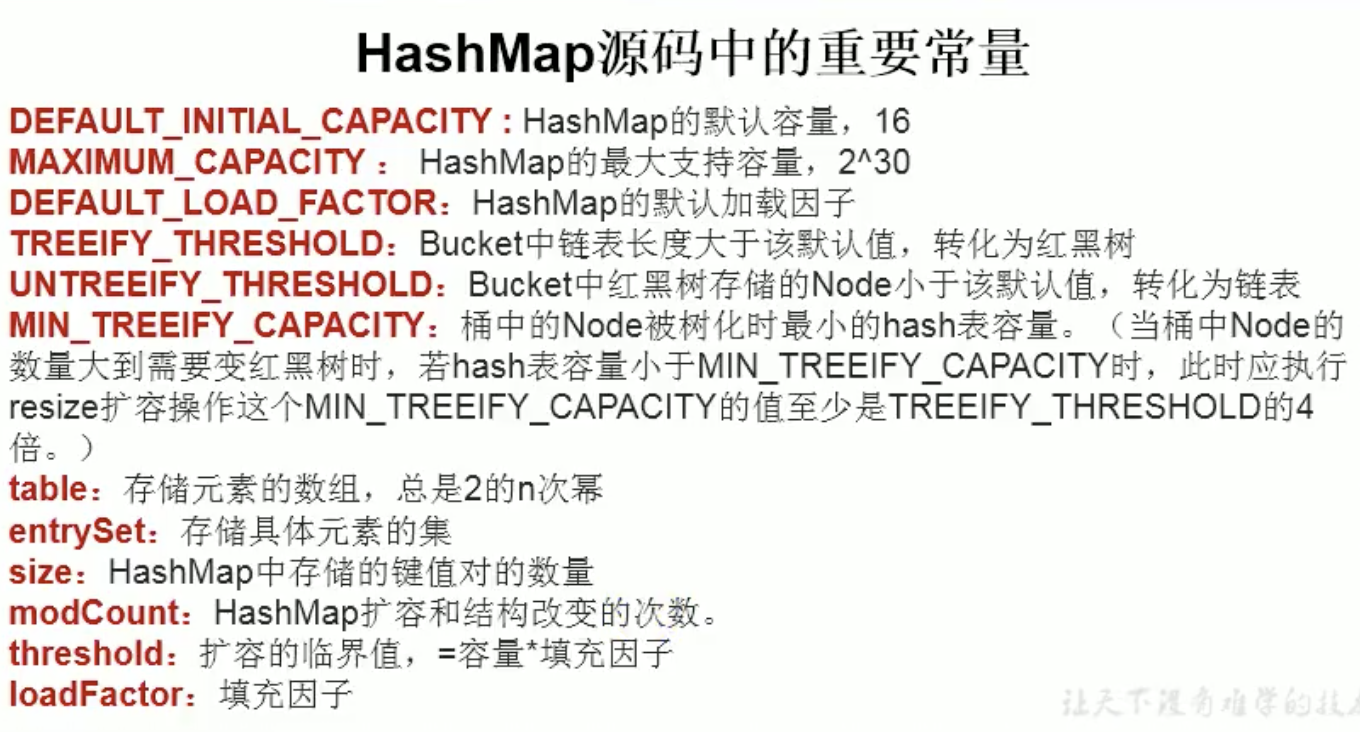 HashMap源码中的重要常量
DEFAULT_INITIAL_CAPACITY : HashMap的默认容量，16
MAXIMUM_CAPACITY ： HashMap的最大支持容量，2^30
DEFAULT_LOAD_FACTOR：HashMap的默认加载因子
TREEIFY_THRESHOLD：Bucket中链表长度大于该默认值，转化为红黑树
UNTREEIFY_THRESHOLD：Bucket中红黑树存储的Node小于该默认值，转化为链表
MIN_TREEIFY_CAPACITY：桶中的Node被树化时最小的hash表容量。（当桶中Node的
数量大到需要变红黑树时，若hash表容量小于MIN_TREEIFY_CAPACITY时，此时应执行
resize扩容操作这个MIN_TREEIFY_CAPACITY的值至少是TREEIFY_THRESHOLD的4
倍。）
table：存储元素的数组，总是2的n次幂
entrySet：存储具体元素的集
size：HashMap中存储的键值对的数量
modCount：HashMap扩容和结构改变的次数。
threshold：扩容的临界值，=容量*填充因子
loadFactor：填充因子
让天下没有难学的技